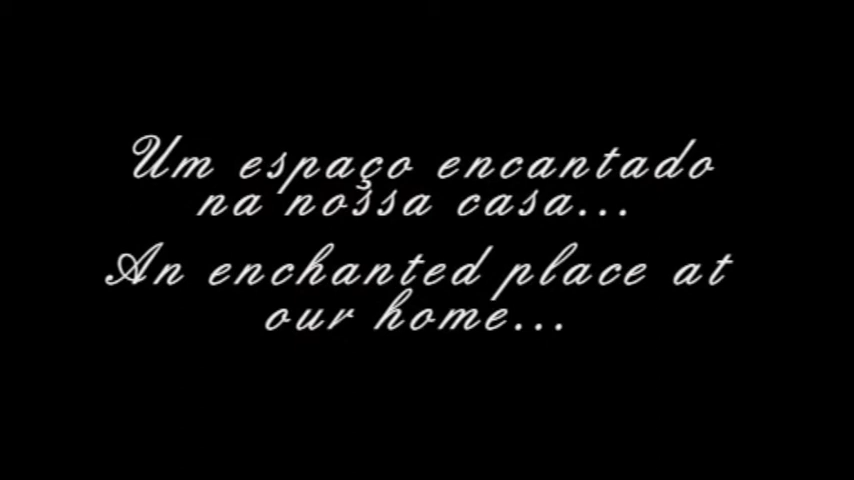 Um espaço encantado
na nossa casa...
An enchanted place at
our home...